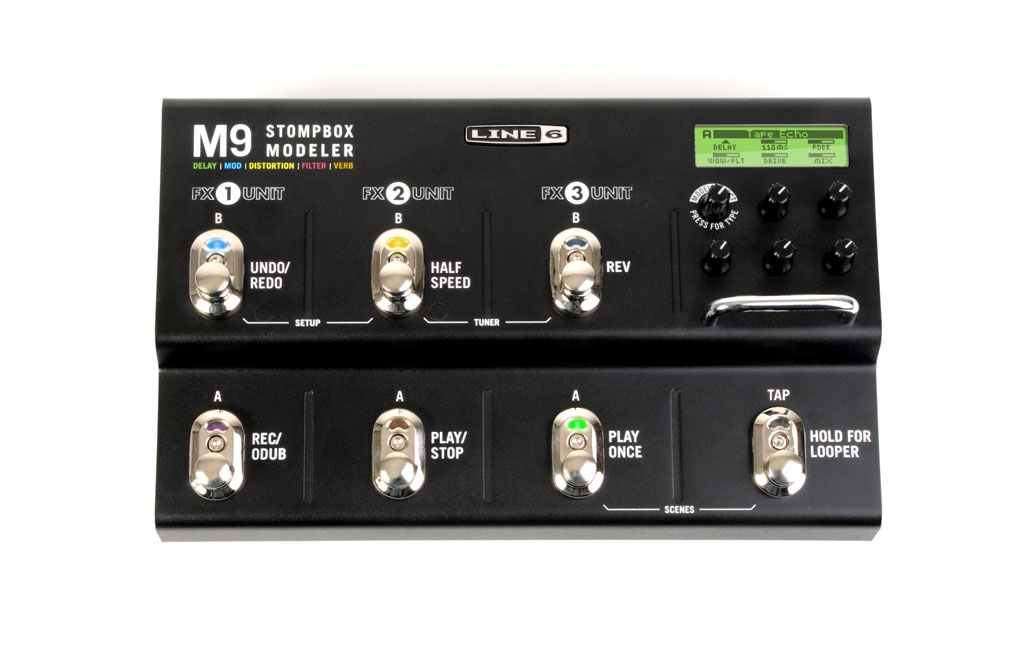 M9 STOMPBOX
MODELER
DELAY | MOD | DISTORTION | FILTER | VERB
LINE 6
A Tape Echo
DELAY 110MS FDBK
WOW/FLT DRIVE MIX
FX 1 UNIT
FX 2 UNIT
FX 3 UNIT
PRESS FOR TYPE
B
B
B
UNDO/
REDO
HALF
SPEED
REV
SETUP
TUNER
A
A
A
TAP
REC/
ODUB
PLAY/
STOP
PLAY
ONCE
HOLD FOR
LOOPER
SCENES